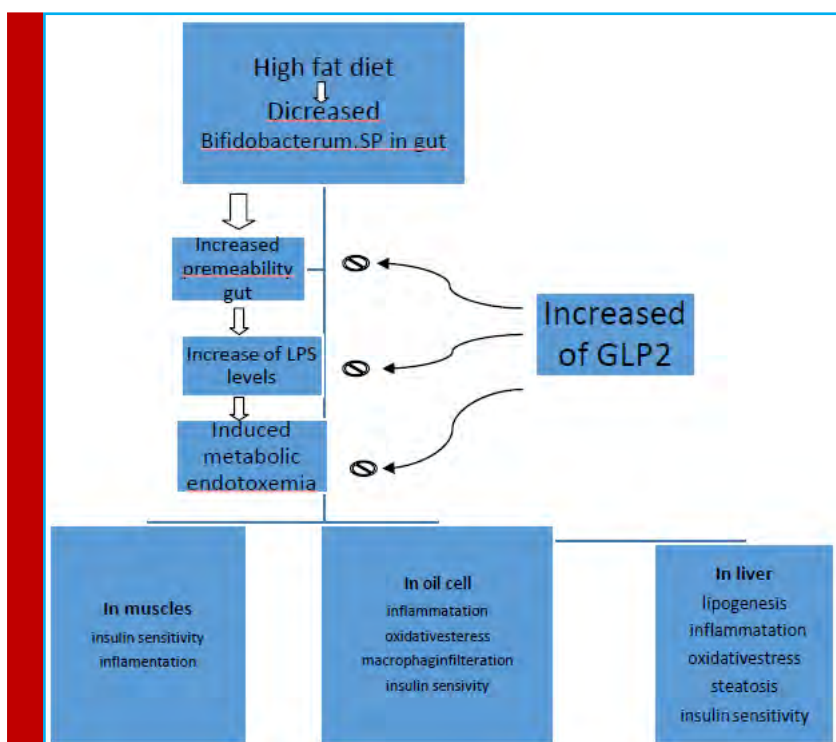 High fat diet
Dicreased
Bifidobacterum.SP in gut
Increased
premeability
gut
Increase of LPS
levels
Induced
metabolic
endotoxemia
Increased
of GLP2
In muscles
insulin sensitivity
inflamentation
In oil cell
inflammatation
oxidativesteress
macrophaginfilteration
insulin sensivity
In liver
lipogenesis
inflammatation
oxidativestress
steatosis
insulin sensitivity